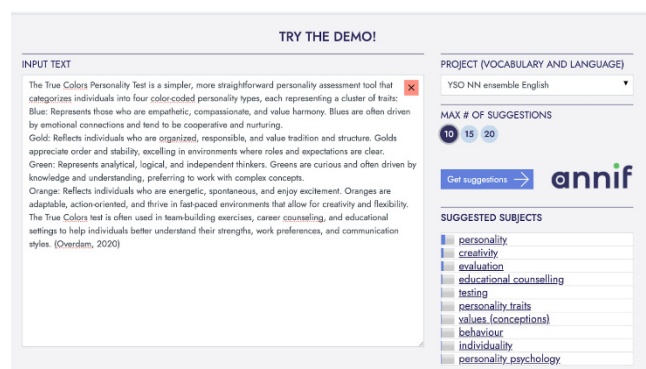 TRY THE DEMO!
INPUT TEXT
The True Colors Personality Test is a simpler, more straightforward personality assessment tool that
categorizes individuals into four color-coded personality types, each representing a cluster of traits:
Blue: Represents those who are empathetic, compassionate, and value harmony. Blues are often driven
by emotional connections and tend to be cooperative and nurturing.
Gold: Reflects individuals who are organized, responsible, and value tradition and structure. Golds
appreciate order and stability, excelling in environments where roles and expectations are clear.
Green: Represents analytical, logical, and independent thinkers. Greens are curious and often driven by
knowledge and understanding, preferring to work with complex concepts.
Orange: Reflects individuals who are energetic, spontaneous, and enjoy excitement. Oranges are
adaptable, action-oriented, and thrive in fast-paced environments that allow for creativity and flexibility.
The True Colors test is often used in team-building exercises, career counseling, and educational
settings to help individuals better understand their strengths, work preferences, and communication
styles. (Overdam, 2020)
PROJECT (VOCABULARY AND LANGUAGE)
YSO NN ensemble English
MAX # OF SUGGESTIONS
10 15 20
Get suggestions
annif
SUGGESTED SUBJECTS
personality
creativity
evaluation
educational counselling
testing
personality traits
values (conceptions)
behaviour
individuality
personality psychology